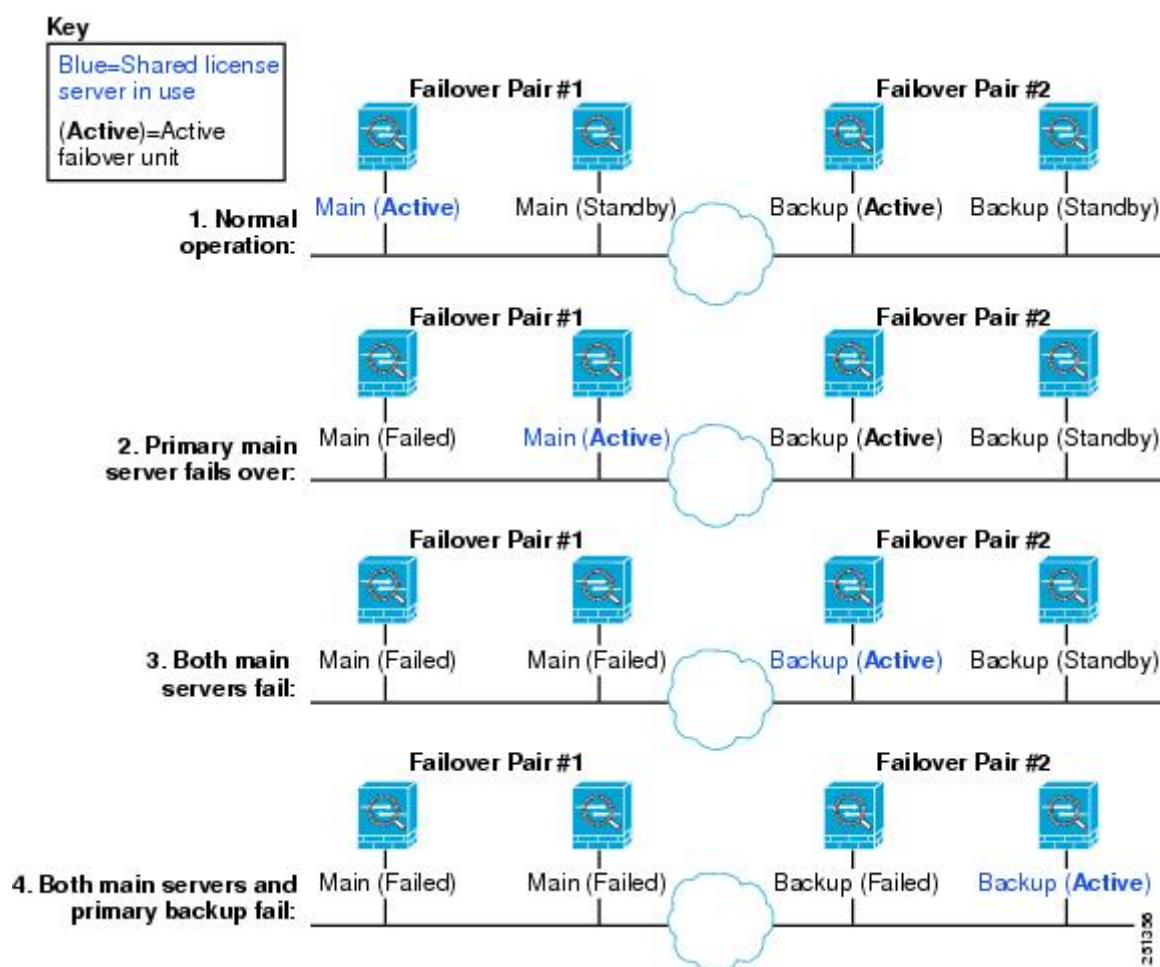 Key
Blue=Shared license
server in use
(Active)=Active
failover unit
Failover Pair #1
Failover Pair #2
1. Normal
operation:
Main (Active)
Main (Standby)
Backup (Active)
Backup (Standby)
Failover Pair #1
Failover Pair #2
2. Primary main
server fails over:
Main (Failed)
Main (Active)
Backup (Active)
Backup (Standby)
Failover Pair #1
Failover Pair #2
3. Both main
servers fail:
Main (Failed)
Main (Failed)
Backup (Active)
Backup (Standby)
Failover Pair #1
Failover Pair #2
4. Both main servers and
primary backup fail:
Main (Failed)
Main (Failed)
Backup (Failed)
Backup (Active)
251356